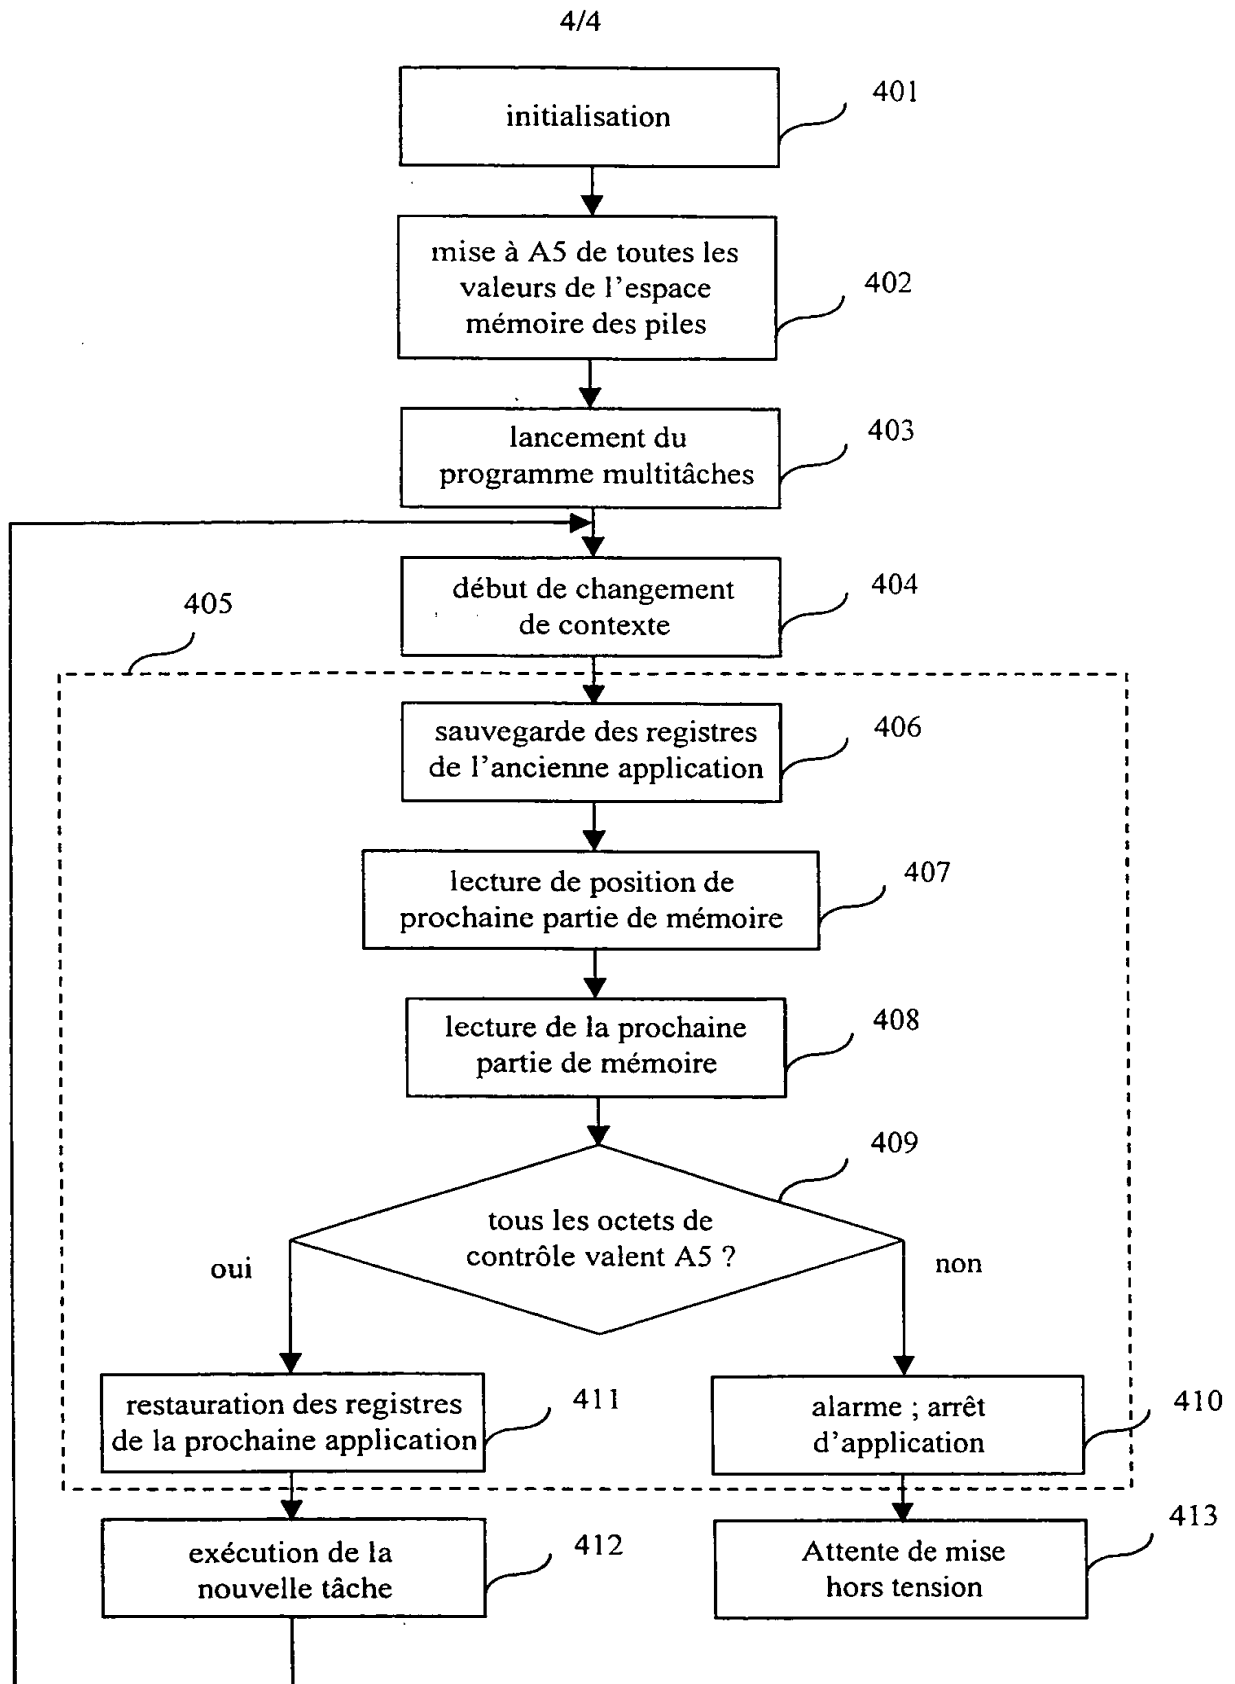 4/4
initialisation
401
mise à A5 de toutes les
valeurs de l'espace
mémoire des piles
402
lancement du
programme multitâches
403
début de changement
de contexte
404
405
sauvegarde des registres
de l'ancienne application
406
lecture de position de
prochaine partie de mémoire
407
lecture de la prochaine
partie de mémoire
408
409
tous les octets de
contrôle valent A5 ?
oui
non
restauration des registres
de la prochaine application
411
alarme ; arrêt
d'application
410
exécution de la
nouvelle tâche
412
Attente de mise
hors tension
413